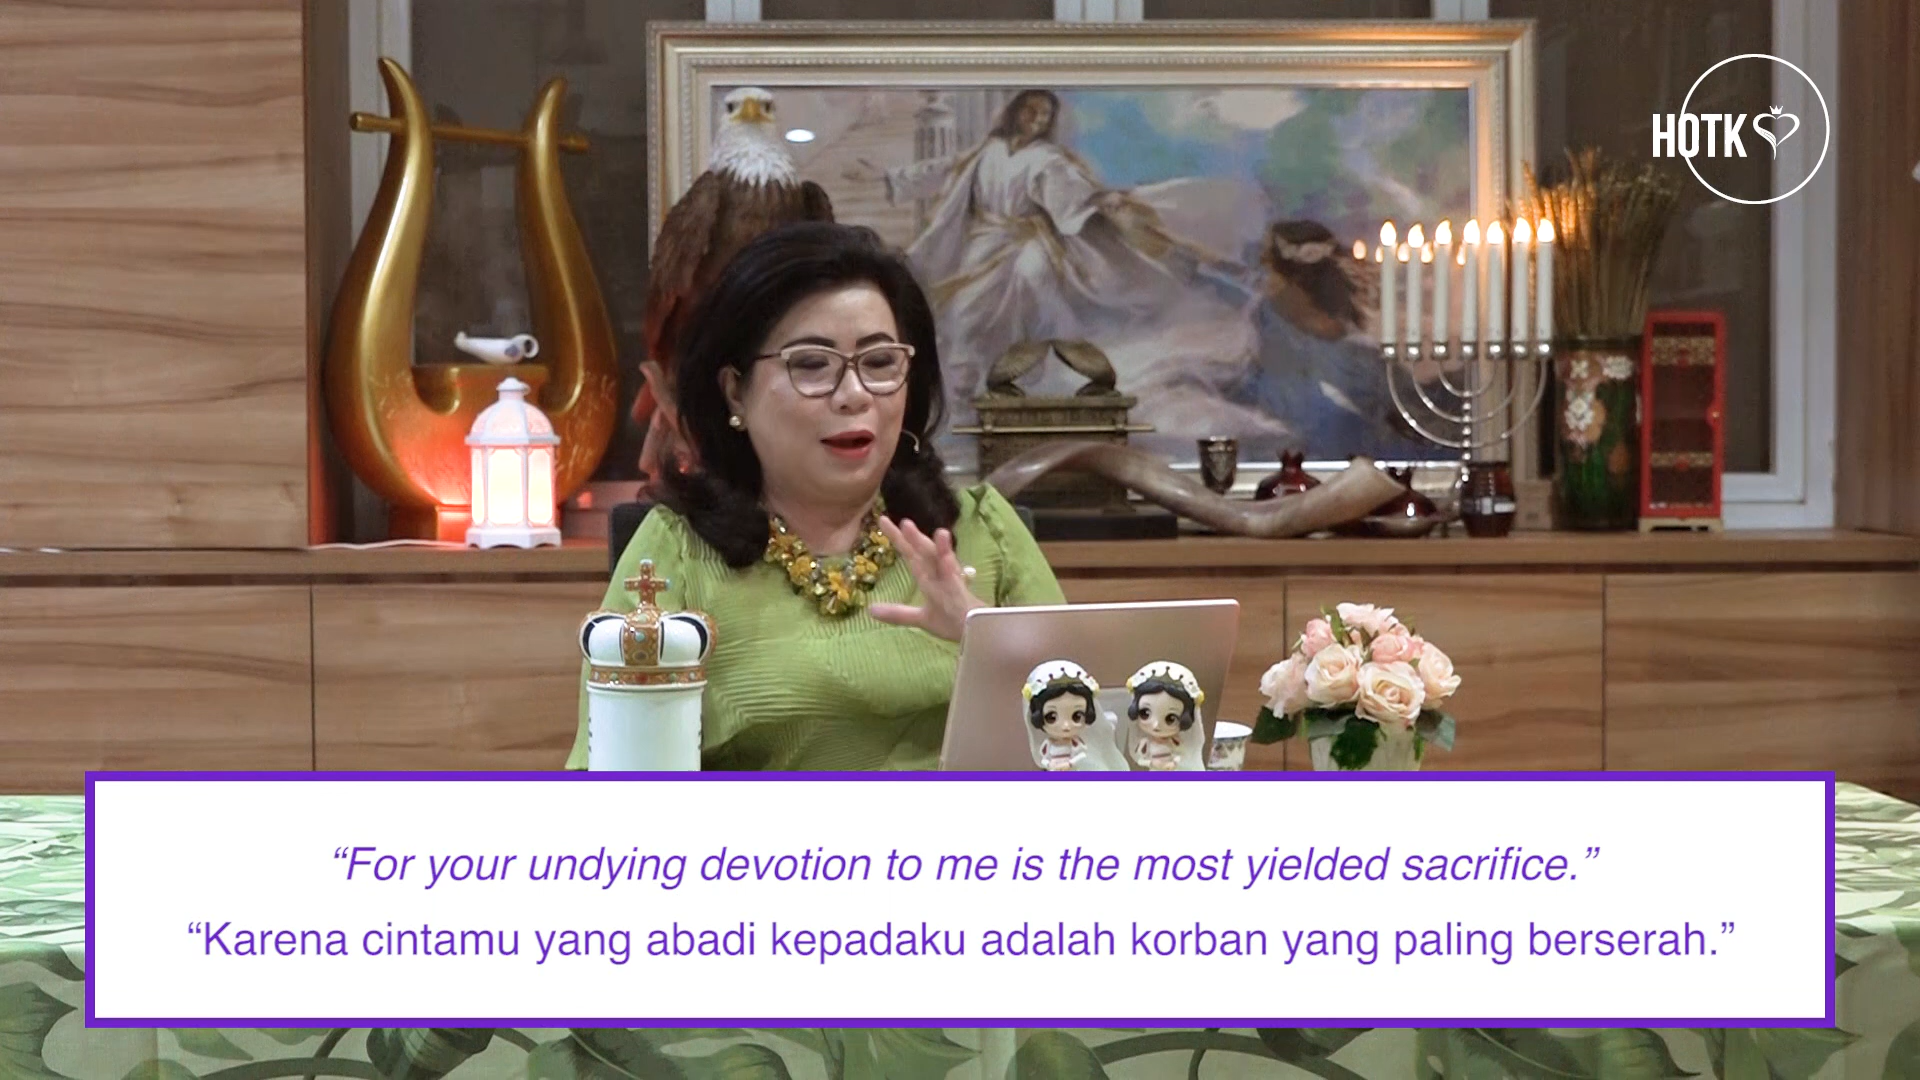 HOTK
“For your undying devotion to me is the most yielded sacrifice.”
“Karena cintamu yang abadi kepadaku adalah korban yang paling berserah.”